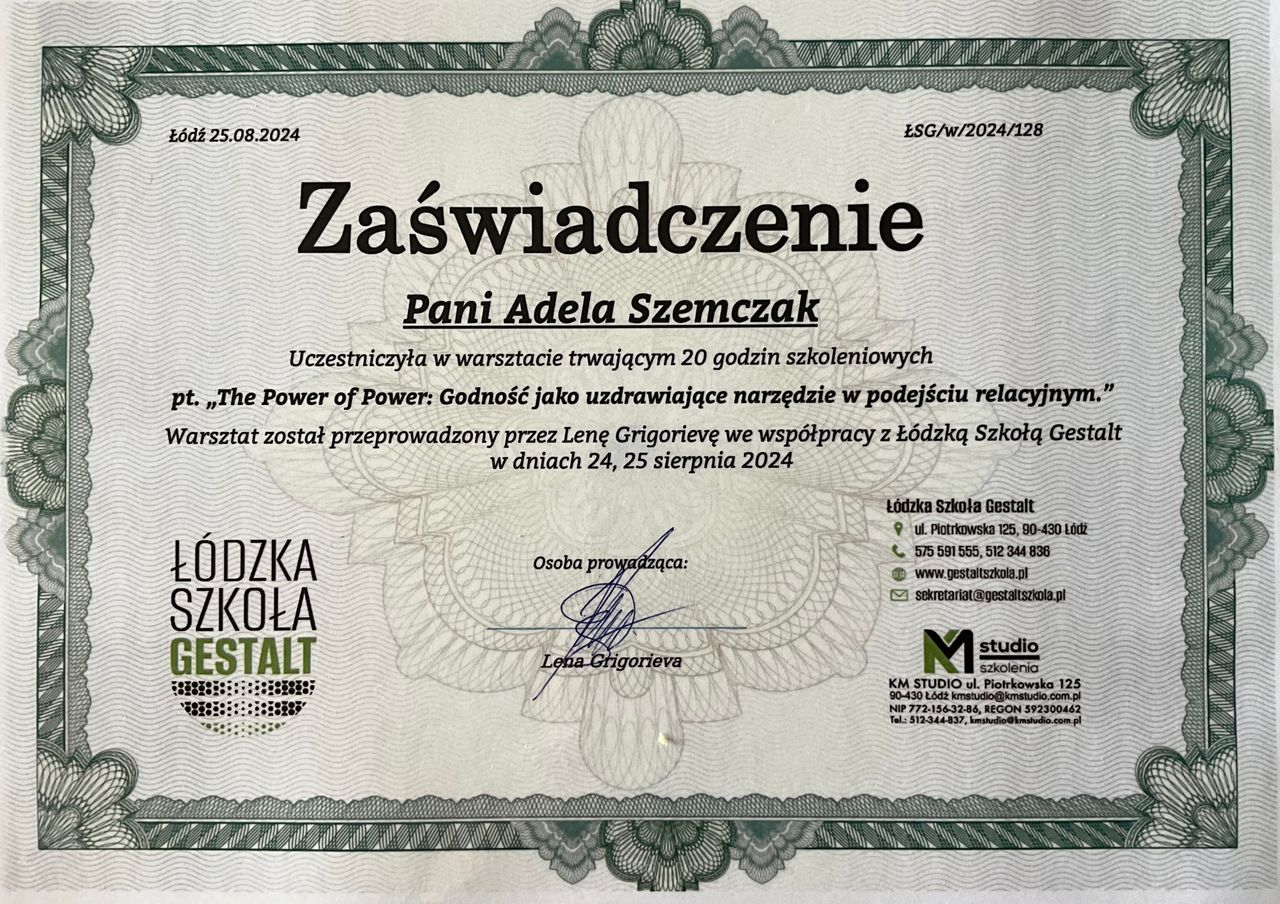 Łódź 25.08.2024
ŁSG/w/2024/128
Zaświadczenie
Pani Adela Szemczak
Uczestniczyła w warsztacie trwającym 20 godzin szkoleniowych
pt. „The Power of Power: Godność jako uzdrawiające narzędzie w podejściu relacyjnym.”
Warsztat został przeprowadzony przez Lenę Grigorievę we współpracy z Łódzką Szkołą Gestalt
w dniach 24, 25 sierpnia 2024
ŁÓDZKA
SZKOŁA
GESTALT
Osoba prowadząca:
Lena Grigorieva
Łódzka Szkoła Gestalt
ul. Piotrkowska 125, 90-430 Łódź
575 591 555, 512 344 836
www.gestaltszkola.pl
sekretariat@gestaltszkola.pl
KM studio
szkolenia
KM STUDIO ul. Piotrkowska 125
90-430 Łódź kmstudio@kmstudio.com.pl
NIP 772-156-32-86, REGON 592300462
Tel.: 512-344-837, kmstudio@kmstudio.com.pl